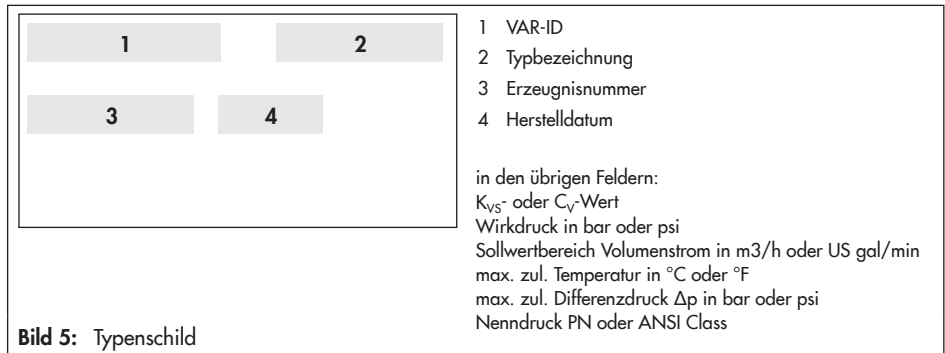 1 2
3 4
1 VAR-ID
2 Typbezeichnung
3 Erzeugnisnummer
4 Herstelldatum
in den übrigen Feldern:
KVS- oder CV-Wert
Wirkdruck in bar oder psi
Sollwertbereich Volumenstrom in m3/h oder US gal/min
max. zul. Temperatur in °C oder °F
max. zul. Differenzdruck Δp in bar oder psi
Nenndruck PN oder ANSI Class
Bild 5: Typenschild